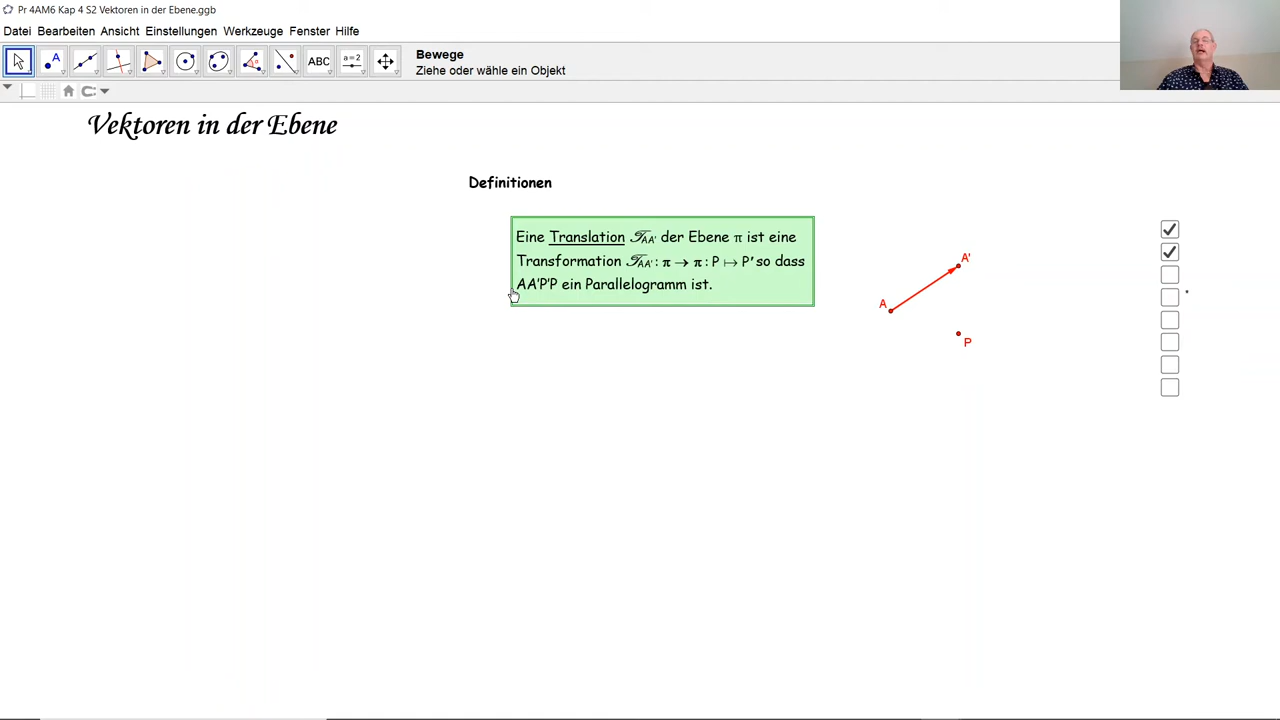 Pr 4AM6 Kap 4 S2 Vektoren in der Ebene.ggb
Datei Bearbeiten Ansicht Einstellungen Werkzeuge Fenster Hilfe
A
ABC
a=2
Bewege
Ziehe oder wähle ein Objekt
Vektoren in der Ebene
Definitionen
Eine Translation 𝒯AA' der Ebene π ist eine
Transformation 𝒯AA' : π → π : P ↦ P' so dass
AA'P'P ein Parallelogramm ist.
A'
A
P